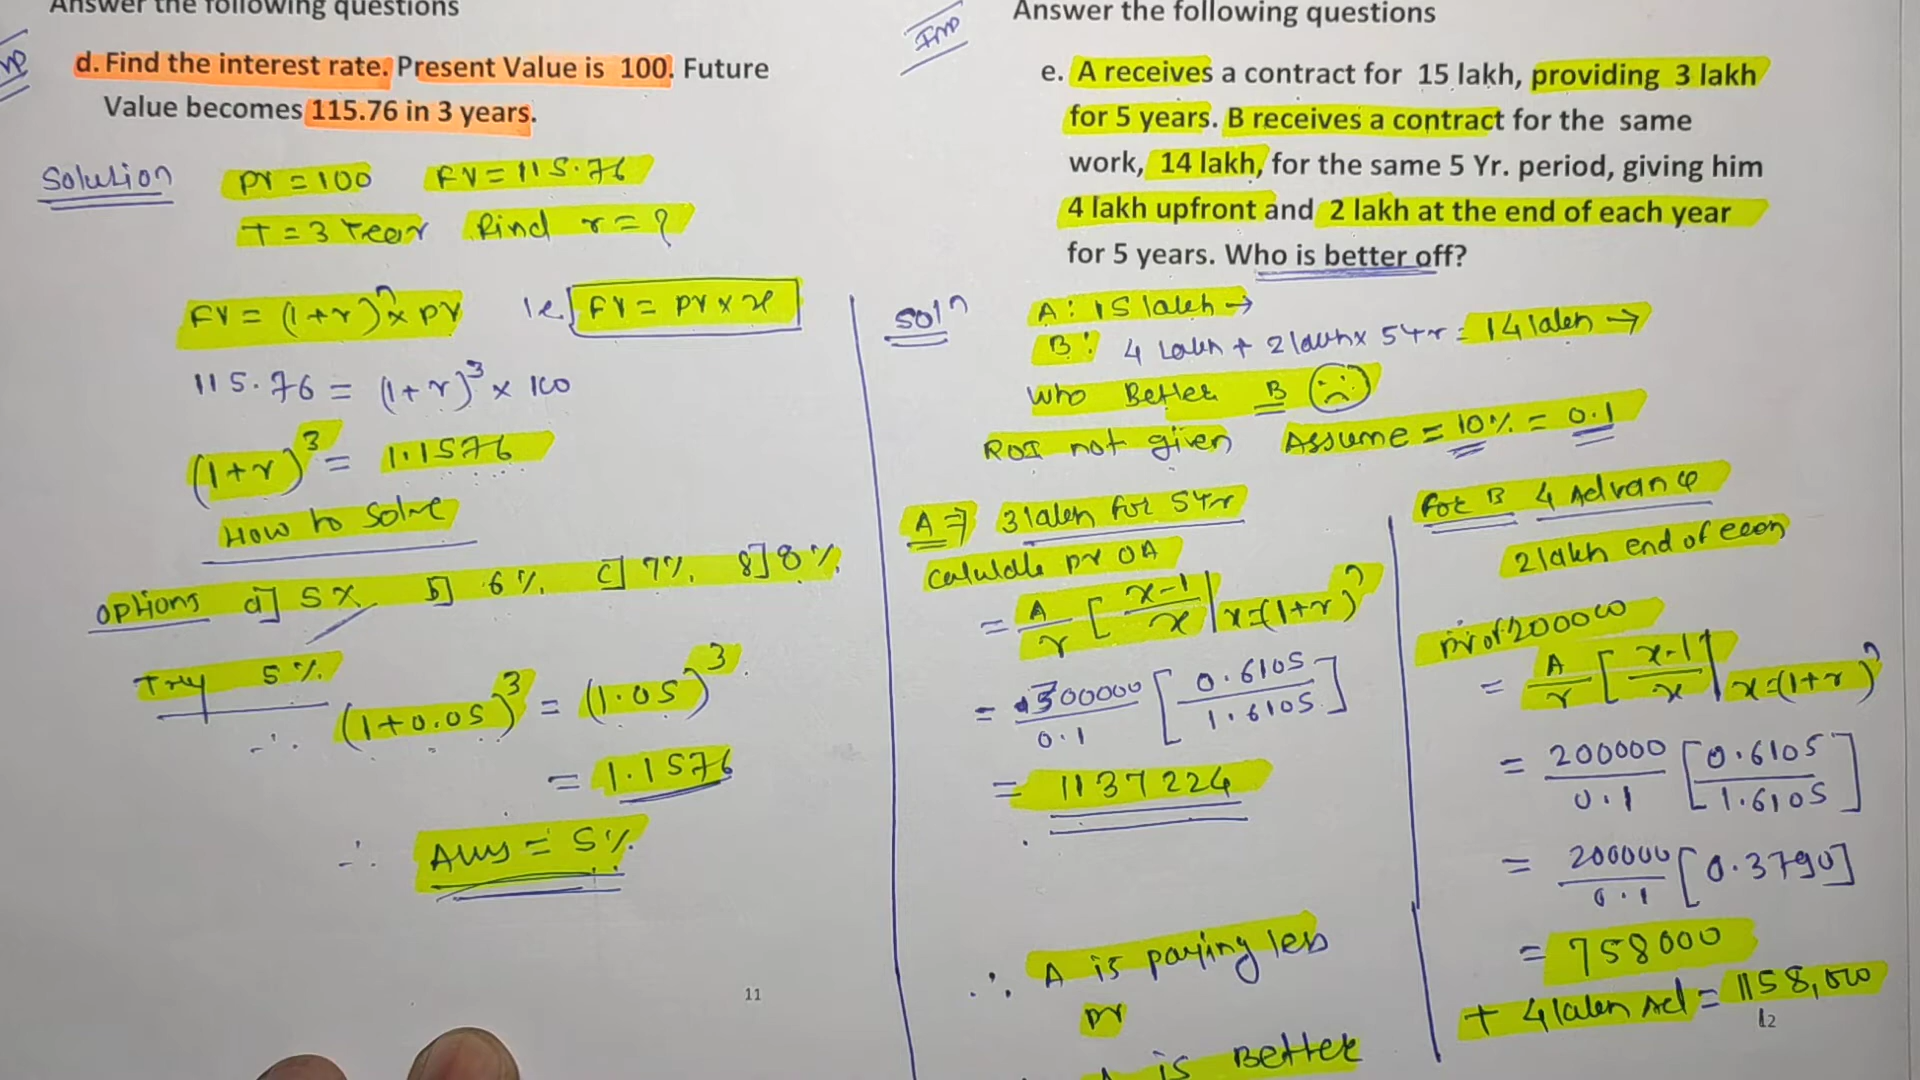 Answer the following questions
d. Find the interest rate. Present Value is 100. Future
Value becomes 115.76 in 3 years.
Solution
PV = 100 FV = 115.76
T = 3 Year Find r = ?
FV = (1+r)^n × PV i.e. FV = PV × x
115.76 = (1+r)^3 × 100
(1+r)^3 = 1.1576
How to solve
options a] 5% b] 6% c] 7% 8] 8%
Try 5%
∴ (1+0.05)^3 = (1.05)^3
= 1.1576
∴ Ans = 5%
11
Imp
Answer the following questions
e. A receives a contract for 15 lakh, providing 3 lakh
for 5 years. B receives a contract for the same
work, 14 lakh, for the same 5 Yr. period, giving him
4 lakh upfront and 2 lakh at the end of each year
for 5 years. Who is better off?
Soln
A: 15 lakh →
B: 4 lakh + 2 lakh × 5 Yr = 14 lakh →
Who Better B
ROI not given Assume = 10% = 0.1
A ⇒ 3 lakh for 5 Yr
Calculate PV OA
= A/r [x-1/x] x=(1+r)^n
= 300000/0.1 [0.6105/1.6105]
= 1137224
∴ A is paying less
PV
is Better
for B 4 Advance
2 lakh end of
PV of 200000
= A/r [x-1/x] x=(1+r)^n
= 200000/0.1 [0.6105/1.6105]
= 200000/0.1 [0.3790]
= 758000
+ 4 lakh Ad = 1158,000
12